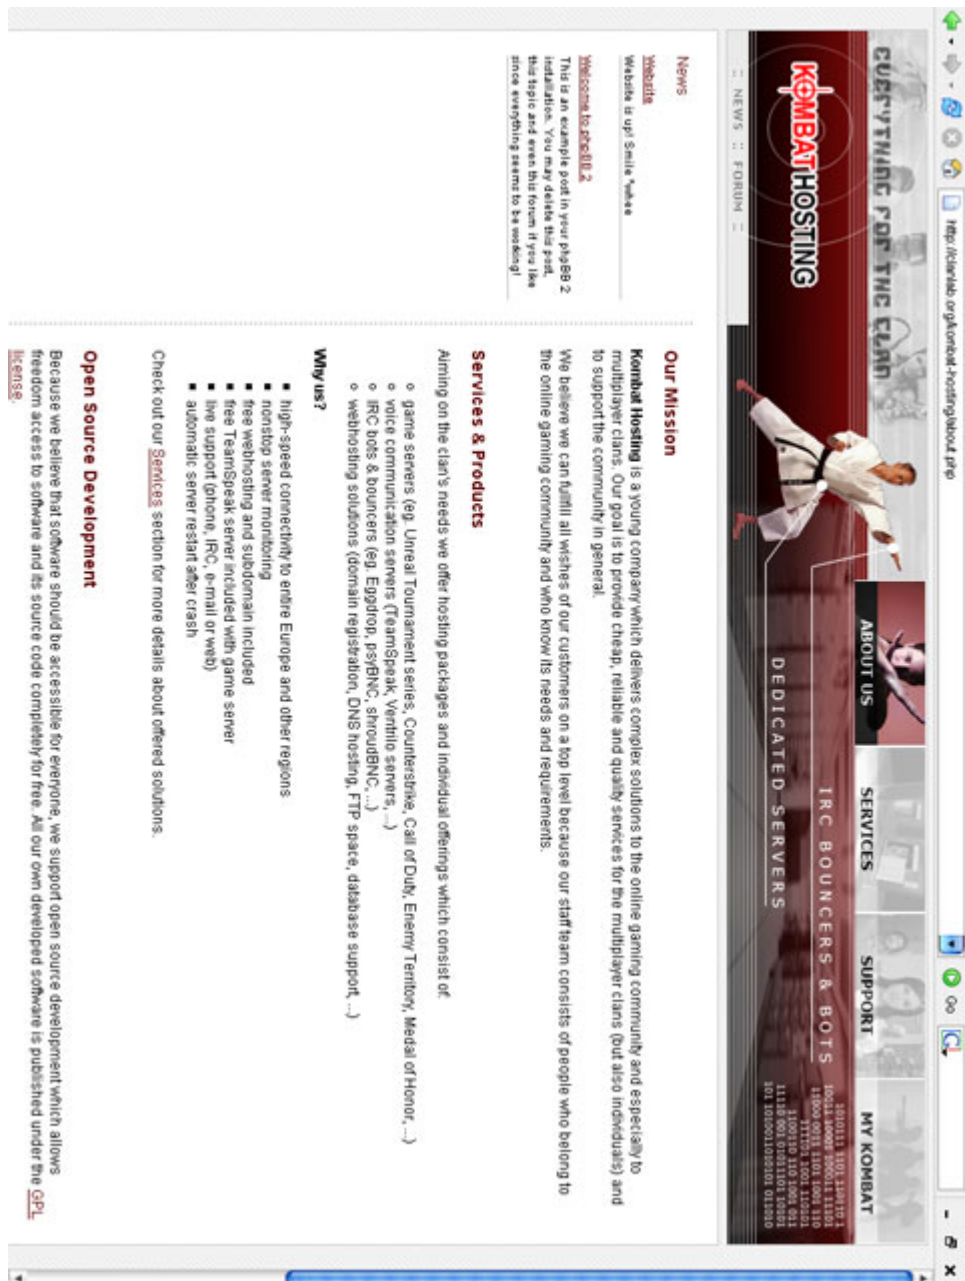 http://clanlab.org/kombat-hosting/about.php
Go
EVERYTHING FOR THE CLAN
KOMBATHOSTING
:: NEWS :: FORUM ::
ABOUT US
SERVICES
SUPPORT
MY KOMBAT
IRC BOUNCERS & BOTS
DEDICATED SERVERS
News
Website
Website is up! Smile *whee
Welcome to phpBB 2
This is an example post in your phpBB 2
installation. You may delete this post,
this topic and even this forum if you like
since everything seems to be working!
Our Mission
Kombat Hosting is a young company which delivers complex solutions to the online gaming community and especially to
multiplayer clans. Our goal is to provide cheap, reliable and quality services for the multiplayer clans (but also individuals) and
to support the community in general.
We believe we can fullfill all wishes of our customers on a top level because our staff team consists of people who belong to
the online gaming community and who know its needs and requirements.
Services & Products
Aiming on the clan's needs we offer hosting packages and individual offerings which consist of:
game servers (eg. Unreal Tournament series, Counterstrike, Call of Duty, Enemy Territory, Medal of Honor, ...)
voice communication servers (TeamSpeak, Ventrilo servers, ...)
IRC bots & bouncers (eg. Eggdrop, psyBNC, shroudBNC, ...)
webhosting solutions (domain registration, DNS hosting, FTP space, database support, ...)
Why us?
high-speed connectivity to entire Europe and other regions
nonstop server monitoring
free webhosting and subdomain included
free TeamSpeak server included with game server
live support (phone, IRC, e-mail or web)
automatic server restart after crash
Check out our Services section for more details about offered solutions.
Open Source Development
Because we believe that software should be accessible for everyone, we support open source development which allows
freedom access to software and its source code completely for free. All our own developed software is published under the GPL
license.